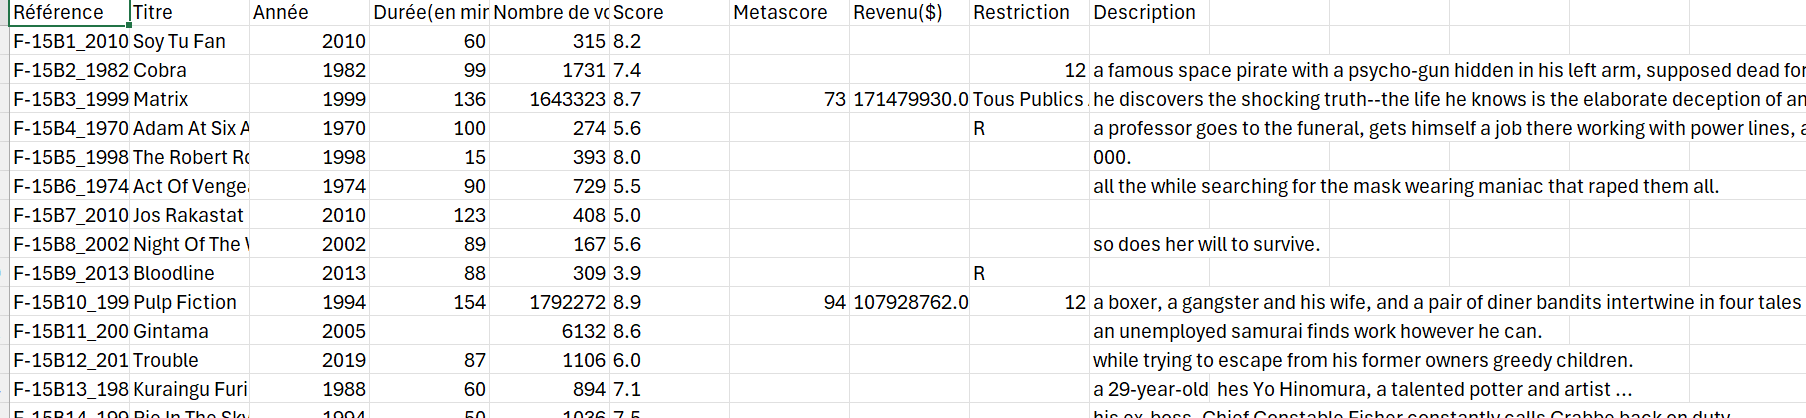 Référence Titre Année Durée(en min Nombre de vo Score Metascore Revenu($) Restriction Description
F-15B1_2010 Soy Tu Fan 2010 60 315 8.2
F-15B2_1982 Cobra 1982 99 1731 7.4 12 a famous space pirate with a psycho-gun hidden in his left arm, supposed dead for
F-15B3_1999 Matrix 1999 136 1643323 8.7 73 171479930.0 Tous Publics he discovers the shocking truth--the life he knows is the elaborate deception of an
F-15B4_1970 Adam At Six A 1970 100 274 5.6 R a professor goes to the funeral, gets himself a job there working with power lines, a
F-15B5_1998 The Robert Ro 1998 15 393 8.0 000.
F-15B6_1974 Act Of Venge 1974 90 729 5.5 all the while searching for the mask wearing maniac that raped them all.
F-15B7_2010 Jos Rakastat 2010 123 408 5.0
F-15B8_2002 Night Of The 2002 89 167 5.6 so does her will to survive.
F-15B9_2013 Bloodline 2013 88 309 3.9 R
F-15B10_199 Pulp Fiction 1994 154 1792272 8.9 94 107928762.0 12 a boxer, a gangster and his wife, and a pair of diner bandits intertwine in four tales
F-15B11_200 Gintama 2005 6132 8.6 an unemployed samurai finds work however he can.
F-15B12_201 Trouble 2019 87 1106 6.0 while trying to escape from his former owners greedy children.
F-15B13_198 Kuraingu Furi 1988 60 894 7.1 a 29-year-old hes Yo Hinomura, a talented potter and artist ...
F-15B14_199 Pie In The Sky 1994 50 1036 7.5 his ex-boss, Chief Constable Fisher constantly calls Crabbe back on duty